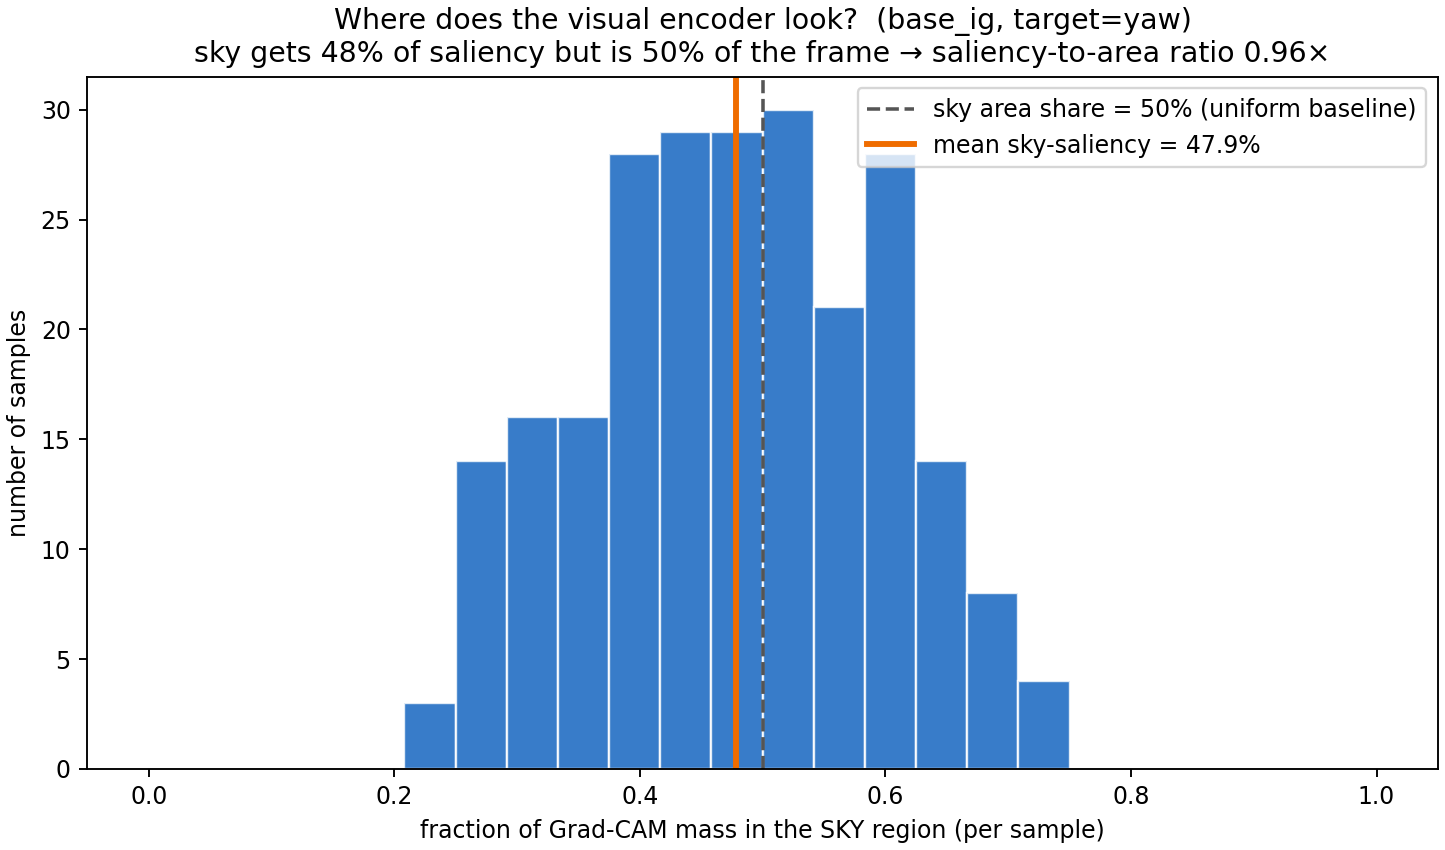 Where does the visual encoder look?  (base_ig, target=yaw)
sky gets 48% of saliency but is 50% of the frame → saliency-to-area ratio 0.96×
sky area share = 50% (uniform baseline)
mean sky-saliency = 47.9%
number of samples
30
25
20
15
10
5
0
0.0 0.2 0.4 0.6 0.8 1.0
fraction of Grad-CAM mass in the SKY region (per sample)